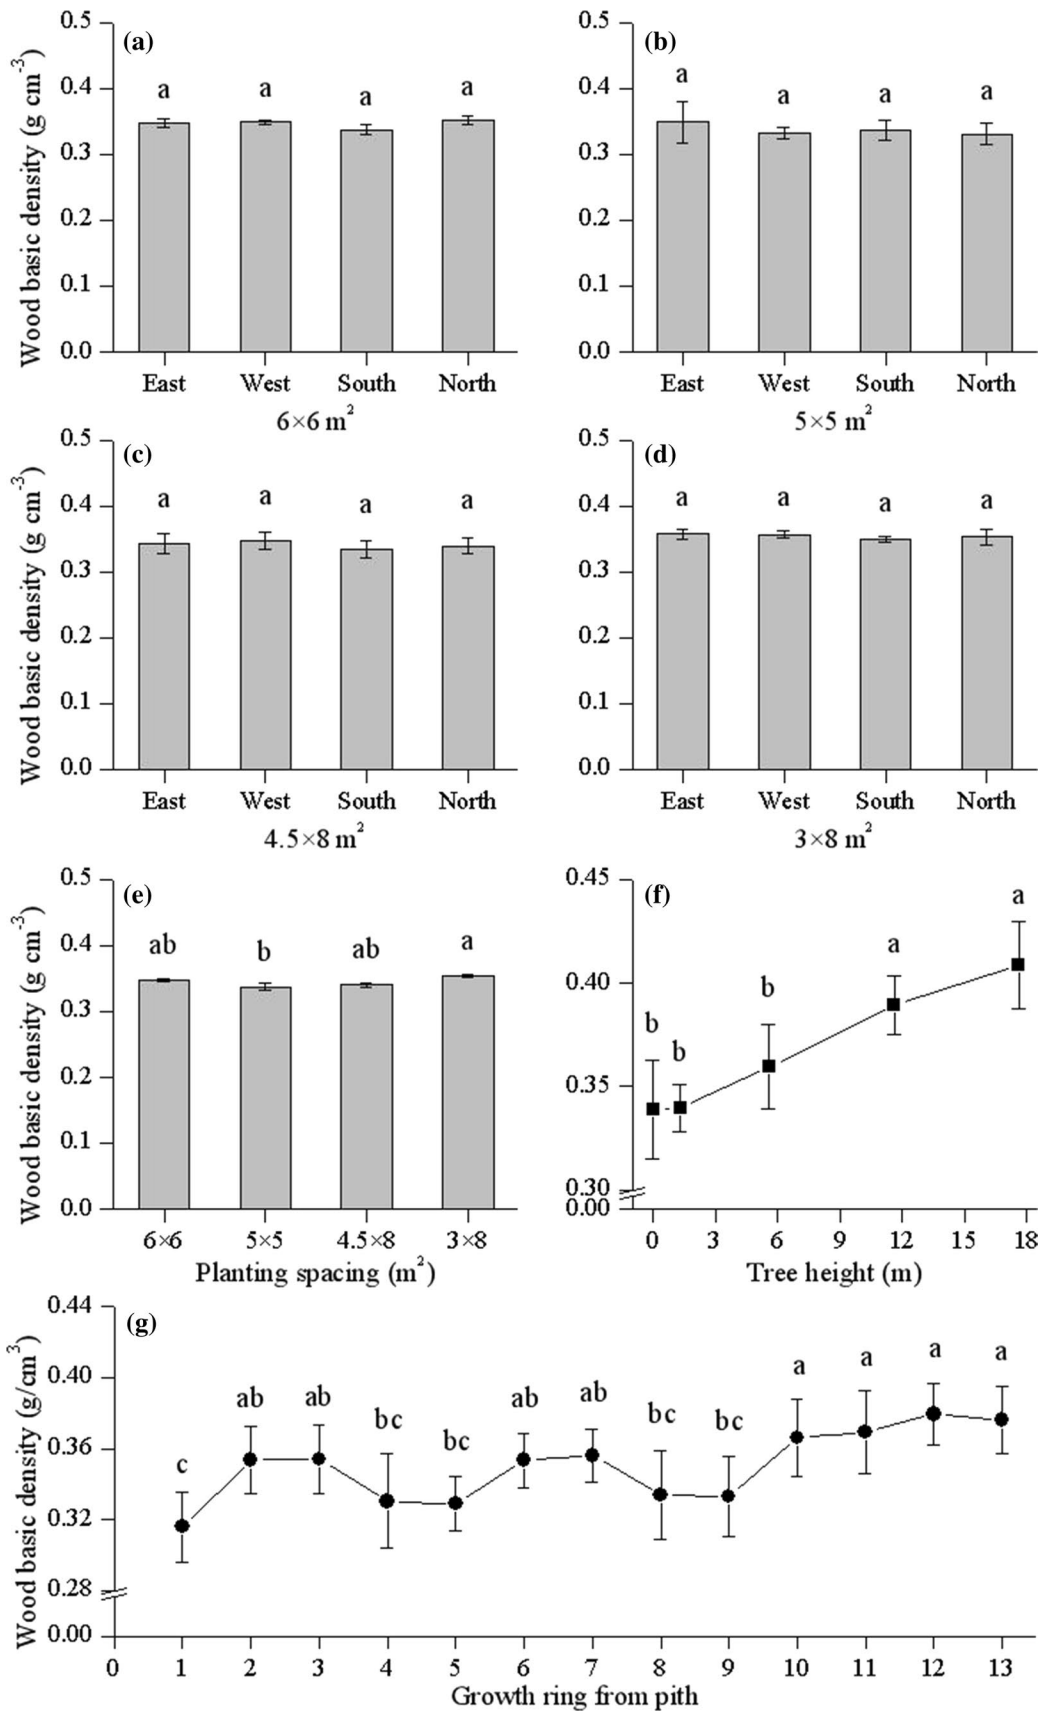 (a)
Wood basic density (g cm⁻³)
0.5
0.4
0.3
0.2
0.1
0.0
a a a a
East West South North
6×6 m²
(b)
0.5
0.4
0.3
0.2
0.1
0.0
a a a a
East West South North
5×5 m²
(c)
Wood basic density (g cm⁻³)
0.5
0.4
0.3
0.2
0.1
0.0
a a a a
East West South North
4.5×8 m²
(d)
0.5
0.4
0.3
0.2
0.1
0.0
a a a a
East West South North
3×8 m²
(e)
Wood basic density (g cm⁻³)
0.5
0.4
0.3
0.2
0.1
0.0
ab b ab a
6×6 5×5 4.5×8 3×8
Planting spacing (m²)
(f)
0.45
0.40
0.35
0.30
0.00
b b b a a
0 3 6 9 12 15 18
Tree height (m)
(g)
Wood basic density (g/cm³)
0.44
0.40
0.36
0.32
0.28
0.00
c ab ab bc bc ab ab bc bc a a a a
0 1 2 3 4 5 6 7 8 9 10 11 12 13
Growth ring from pith